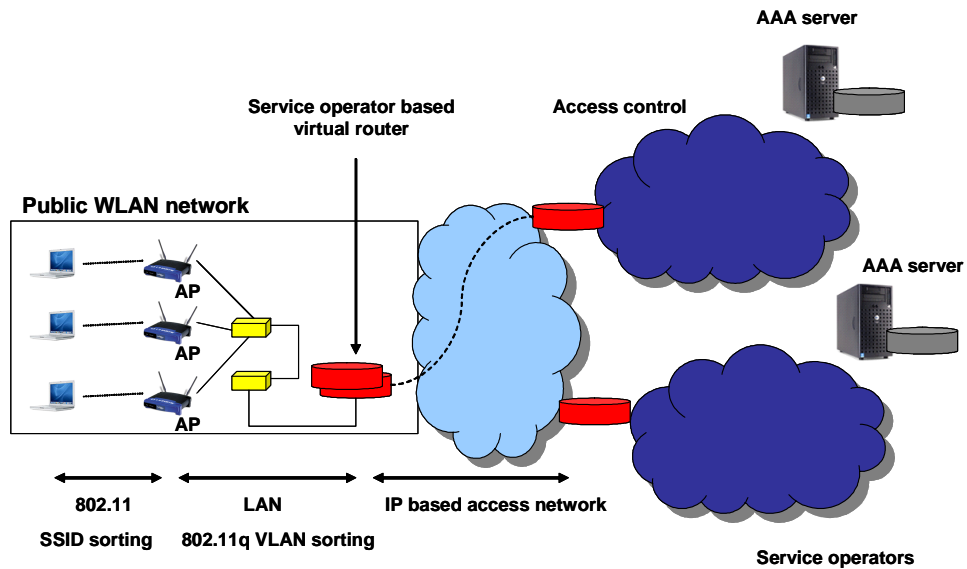 AAA server
Service operator based
virtual router
Access control
Public WLAN network
AP
AAA server
AP
AP
802.11
LAN
IP based access network
SSID sorting
802.11q VLAN sorting
Service operators